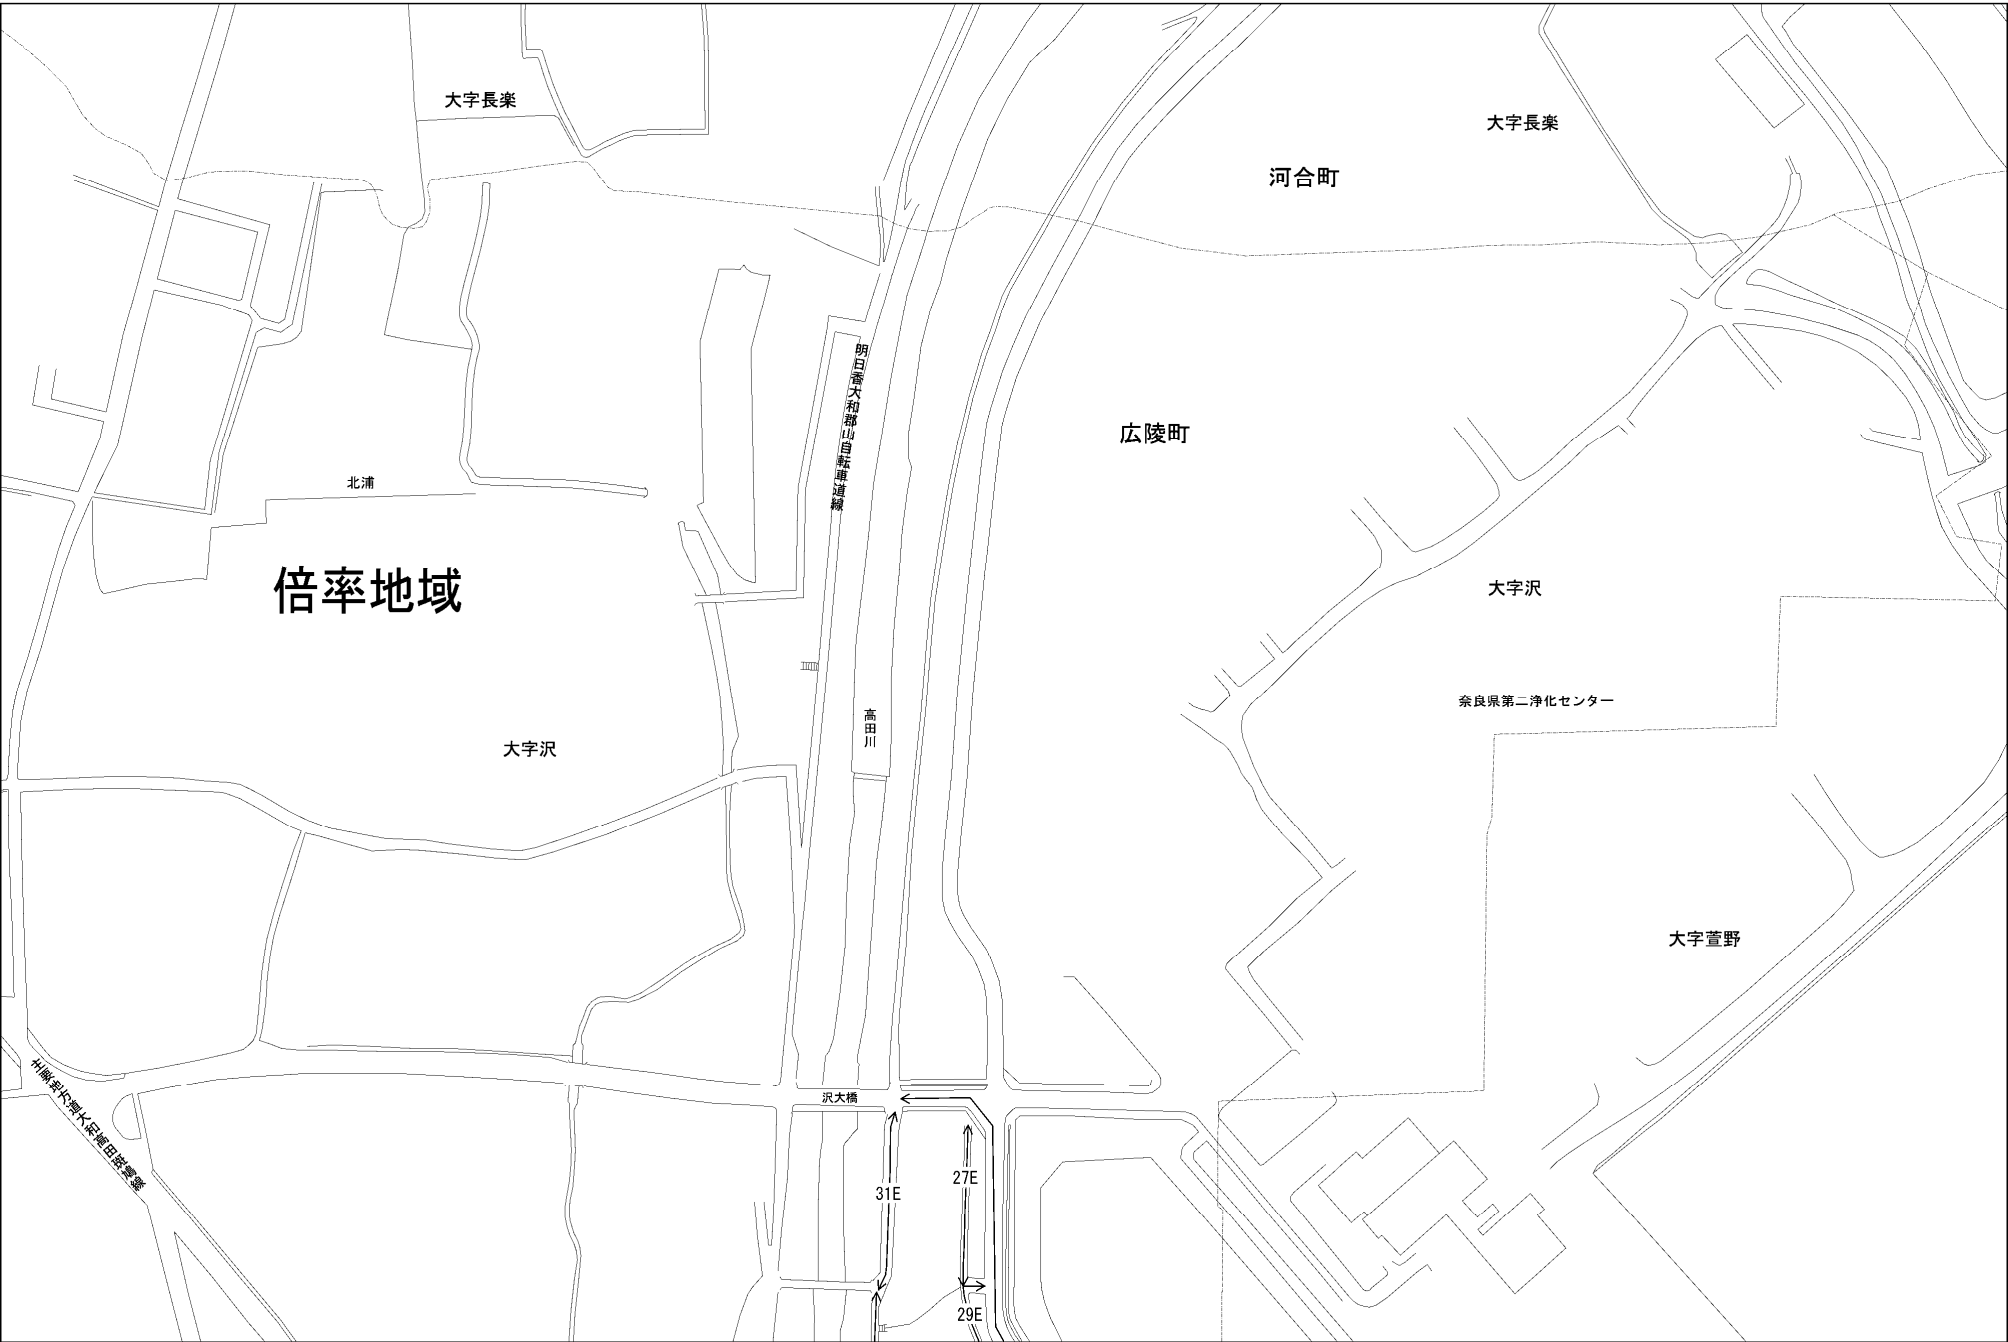 大字長楽
大字長楽
河合町
明日香大和郡山自転車道線
広陵町
北浦
倍率地域
大字沢
奈良県第二浄化センター
高田川
大字沢
大字萱野
主要地方道大和高田斑鳩線
沢大橋
27E
31E
29E